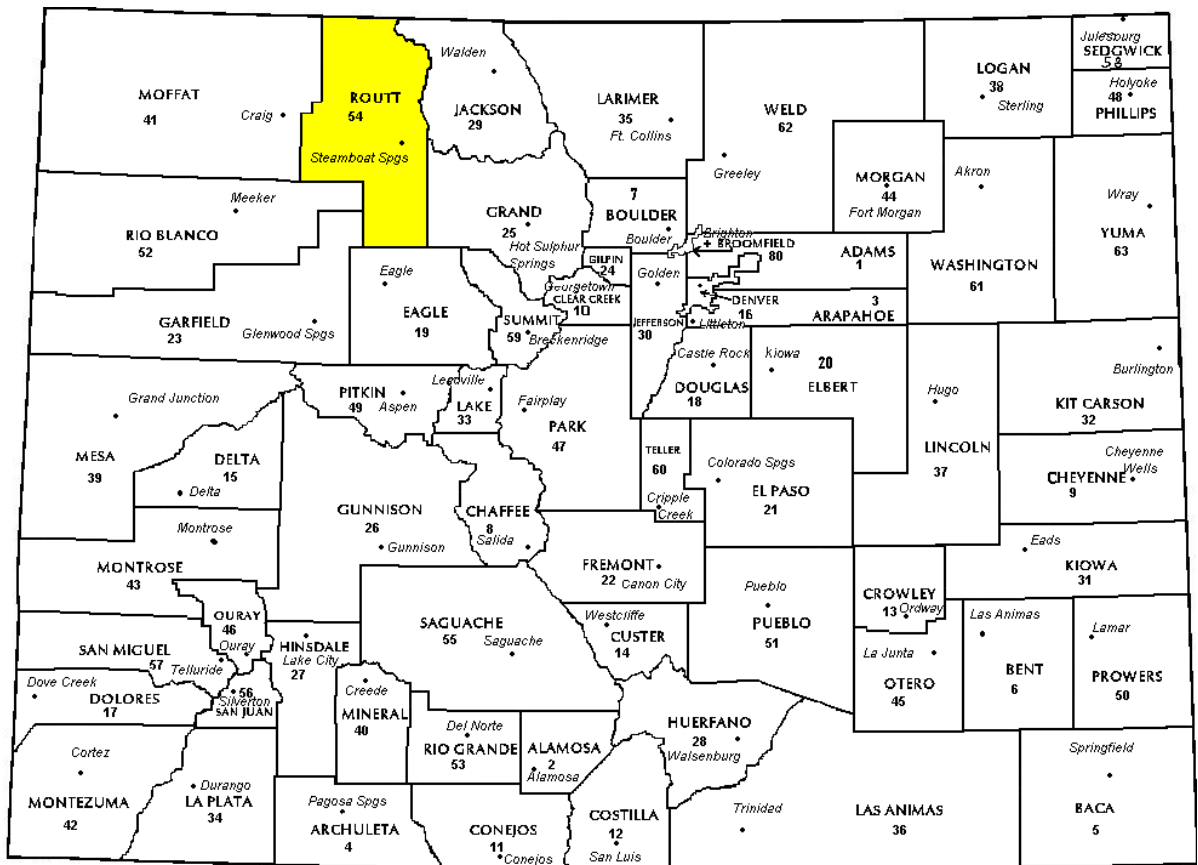 Julesburg
SEDGWICK
58
Walden
LOGAN
38
Sterling
Holyoke
48
PHILLIPS
MOFFAT
41
Craig
ROUTT
54
Steamboat Spgs
JACKSON
29
LARIMER
35
Ft. Collins
WELD
62
Greeley
MORGAN
44
Fort Morgan
Akron
WASHINGTON
61
Wray
YUMA
63
Meeker
RIO BLANCO
52
GRAND
25
Hot Sulphur
Springs
7
BOULDER
Boulder
Brighton
+ BROOMFIELD
80
ADAMS
1
GILPIN
24
Golden
Georgetown
CLEAR CREEK
10
DENVER
16
3
ARAPAHOE
Littleton
JEFFERSON
30
GARFIELD
23
Glenwood Spgs
Eagle
EAGLE
19
SUMMIT
59
Breckenridge
Castle Rock
DOUGLAS
18
kiowa
20
ELBERT
Hugo
LINCOLN
37
Burlington
KIT CARSON
32
Grand Junction
MESA
39
PITKIN
49
Aspen
Leadville
LAKE
33
Fairplay
PARK
47
TELLER
60
Cripple
Creek
Colorado Spgs
EL PASO
21
Cheyenne
Wells
CHEYENNE
9
DELTA
15
Delta
GUNNISON
26
Gunnison
CHAFFEE
8
Salida
Montrose
MONTROSE
43
FREMONT
22
Canon City
Pueblo
PUEBLO
51
CROWLEY
13
Ordway
Eads
KIOWA
31
OURAY
46
Ouray
SAN MIGUEL
57
Telluride
HINSDALE
Lake City
27
SAGUACHE
55
Saguache
Westcliffe
CUSTER
14
La Junta
OTERO
45
Las Animas
BENT
6
Lamar
PROWERS
50
Dove Creek
DOLORES
17
56
Silverton
SAN JUAN
Creede
MINERAL
40
Del Norte
RIO GRANDE
53
ALAMOSA
2
Alamosa
HUERFANO
28
Walsenburg
Cortez
MONTEZUMA
42
Durango
LA PLATA
34
Pagosa Spgs
ARCHULETA
4
CONEJOS
11
Conejos
COSTILLA
12
San Luis
Trinidad
LAS ANIMAS
36
Springfield
BACA
5